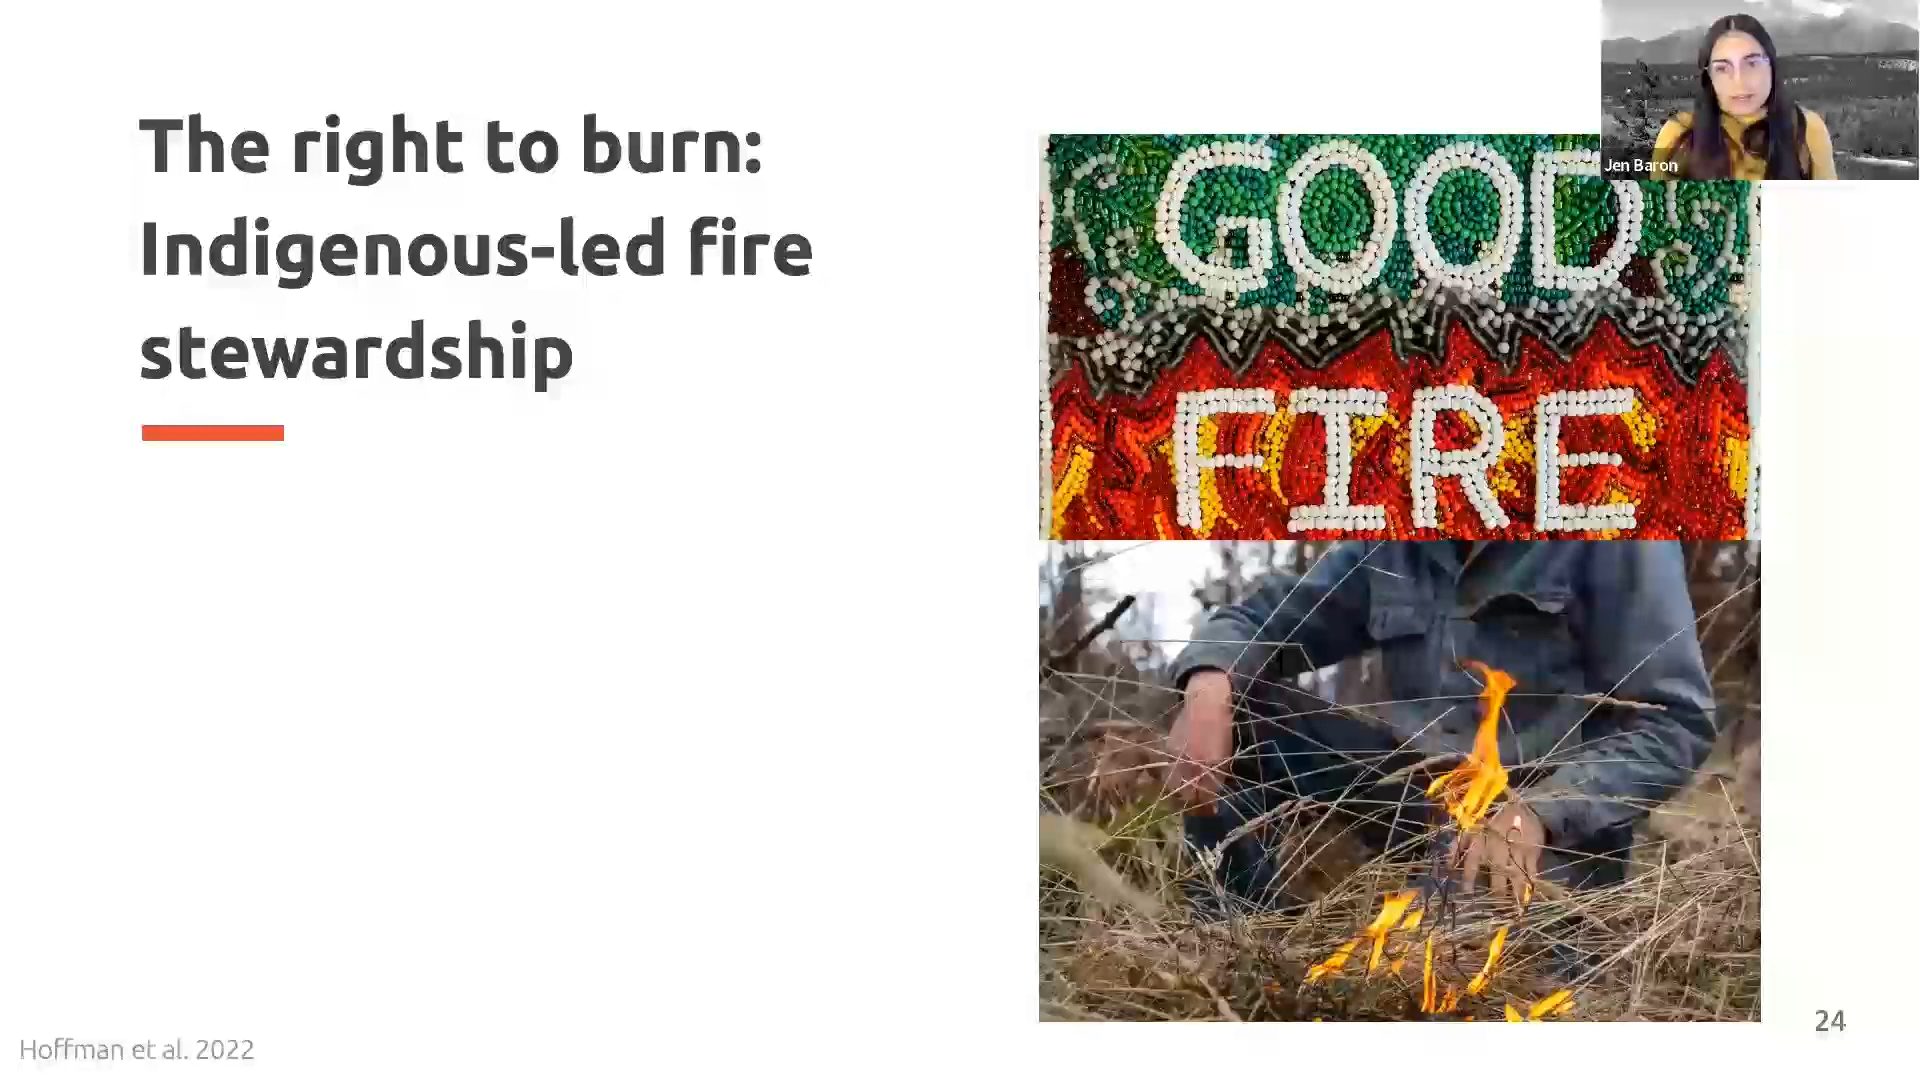 The right to burn:
Indigenous-led fire
stewardship
GOOD
FIRE
Jen Baron
Hoffman et al. 2022
24